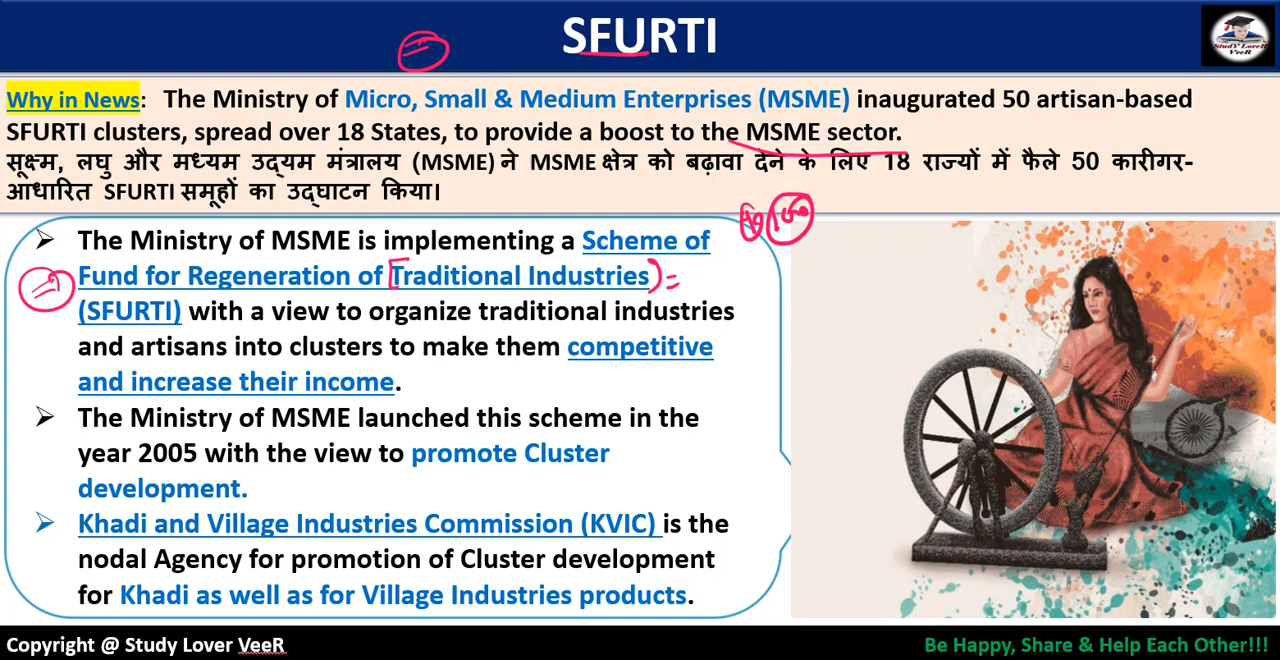 SFURTI
StudY LoveR
VeeR
Why in News: The Ministry of Micro, Small & Medium Enterprises (MSME) inaugurated 50 artisan-based
SFURTI clusters, spread over 18 States, to provide a boost to the MSME sector.
सूक्ष्म, लघु और मध्यम उद्यम मंत्रालय (MSME) ने MSME क्षेत्र को बढ़ावा देने के लिए 18 राज्यों में फैले 50 कारीगर-
आधारित SFURTI समूहों का उद्घाटन किया।
➢ The Ministry of MSME is implementing a Scheme of
Fund for Regeneration of Traditional Industries
(SFURTI) with a view to organize traditional industries
and artisans into clusters to make them competitive
and increase their income.
➢ The Ministry of MSME launched this scheme in the
year 2005 with the view to promote Cluster
development.
➢ Khadi and Village Industries Commission (KVIC) is the
nodal Agency for promotion of Cluster development
for Khadi as well as for Village Industries products.
Copyright @ Study Lover VeeR
Be Happy, Share & Help Each Other!!!